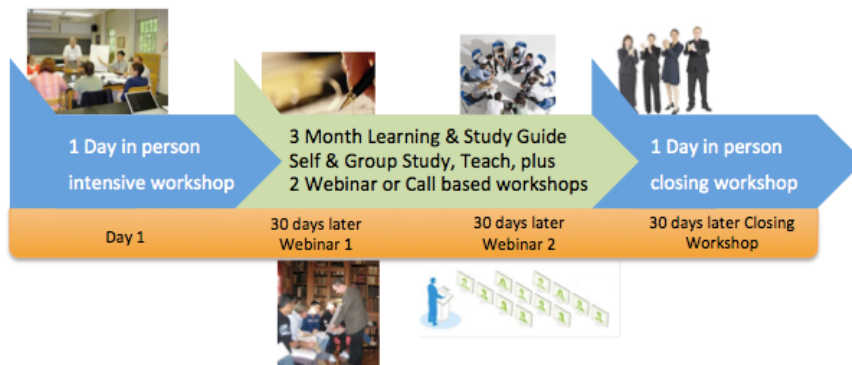 1 Day in person
intensive workshop
3 Month Learning & Study Guide
Self & Group Study, Teach, plus
2 Webinar or Call based workshops
1 Day in person
closing workshop
Day 1
30 days later
Webinar 1
30 days later
Webinar 2
30 days later Closing
Workshop